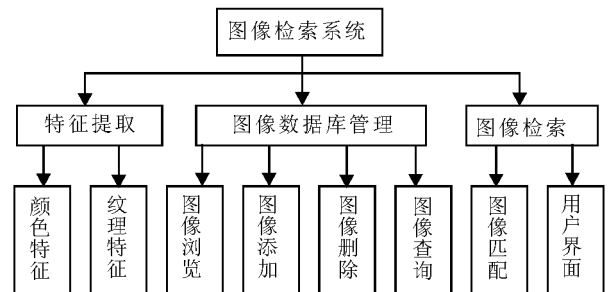 图像检索系统
特征提取
图像数据库管理
图像检索
颜色特征
纹理特征
图像浏览
图像添加
图像删除
图像查询
图像匹配
用户界面